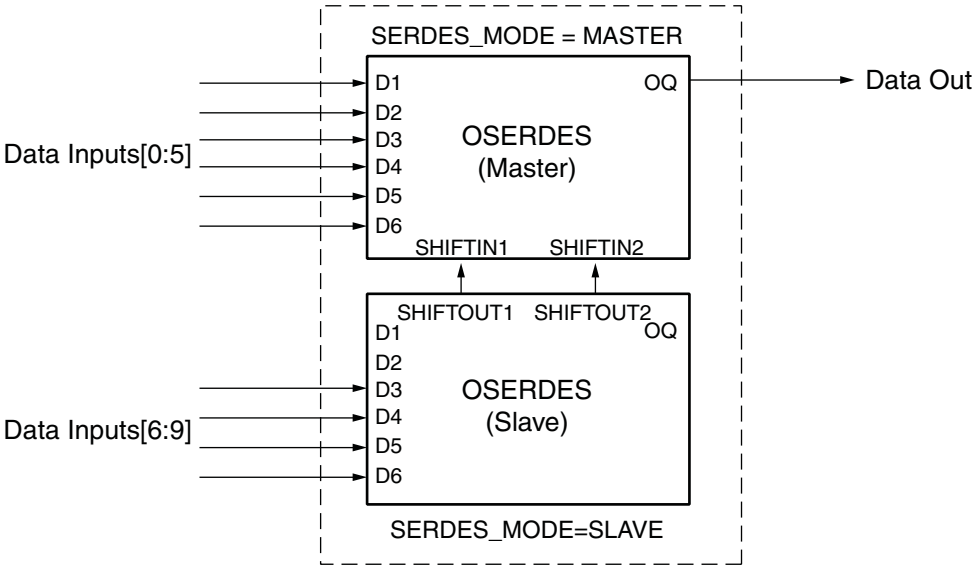 SERDES_MODE = MASTER
D1
OQ
Data Out
D2
D3
OSERDES
Data Inputs[0:5]
D4
(Master)
D5
D6
SHIFTIN1
SHIFTIN2
SHIFTOUT1
SHIFTOUT2
D1
OQ
D2
D3
OSERDES
D4
(Slave)
Data Inputs[6:9]
D5
D6
SERDES_MODE=SLAVE